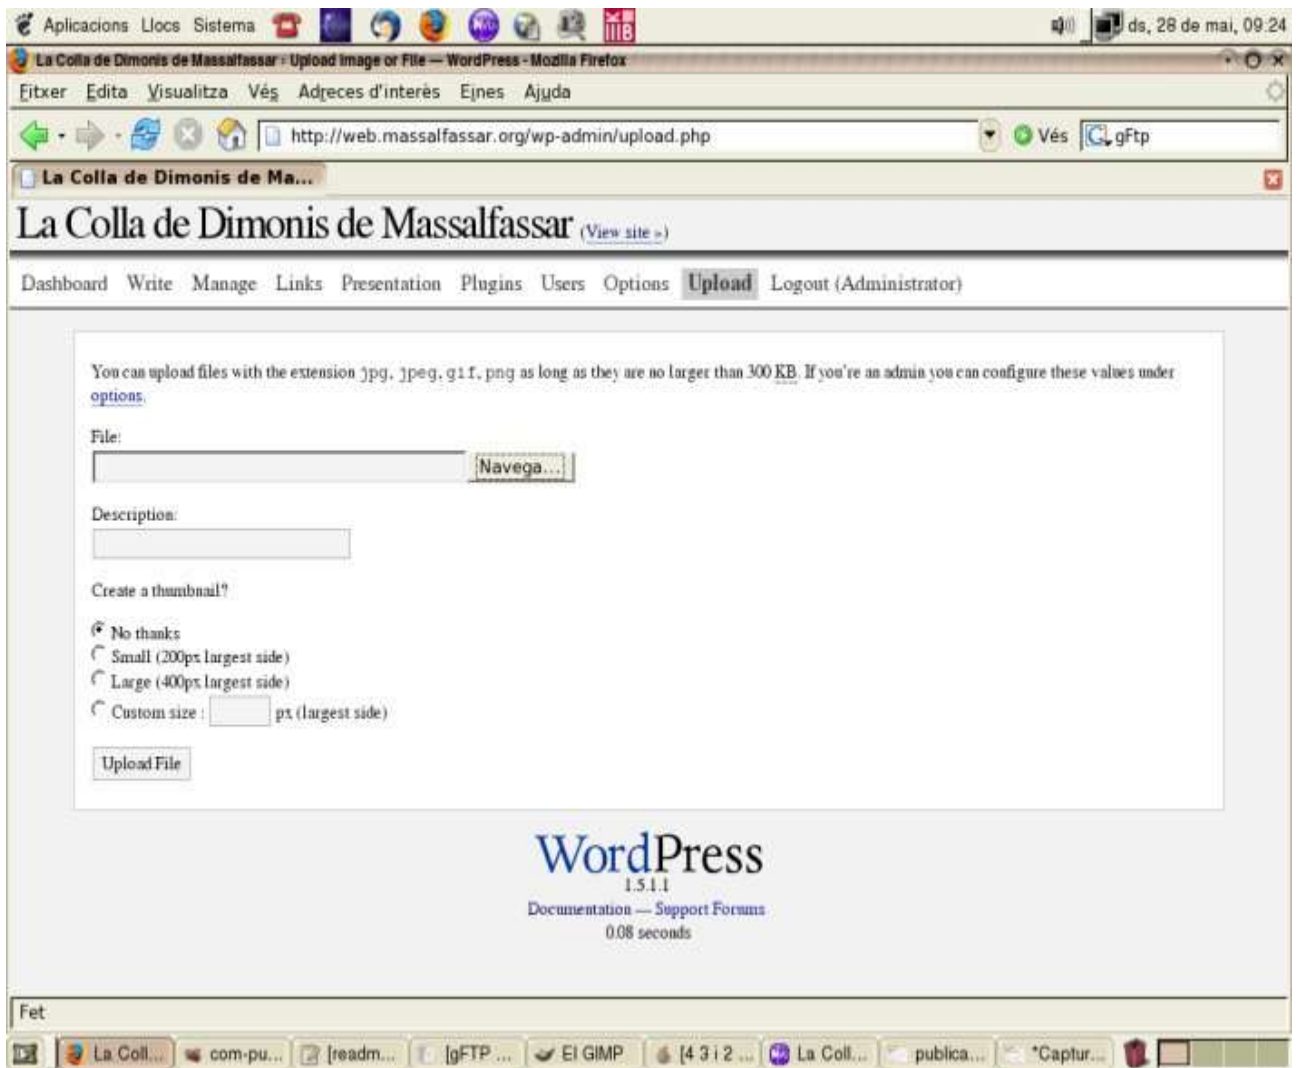 Aplicacions Llocs Sistema ds, 28 de mai, 09:24
La Colla de Dimonis de Massalfassar › Upload Image or File — WordPress - Mozilla Firefox
Fitxer Edita Visualitza Vés Adreces d'interès Eines Ajuda
http://web.massalfassar.org/wp-admin/upload.php Vés gFtp
La Colla de Dimonis de Ma...
La Colla de Dimonis de Massalfassar (View site »)
Dashboard Write Manage Links Presentation Plugins Users Options Upload Logout (Administrator)
You can upload files with the extension jpg, jpeg, gif, png as long as they are no larger than 300 KB. If you're an admin you can configure these values under
options.
File:
Navega...
Description:
Create a thumbnail?
No thanks
Small (200px largest side)
Large (400px largest side)
Custom size : px (largest side)
Upload File
WordPress
1.5.1.1
Documentation — Support Forums
0.08 seconds
Fet
La Coll... com-pu... [readm... [gFTP ... El GIMP [4 3 i 2 ... La Coll... publica... *Captur...